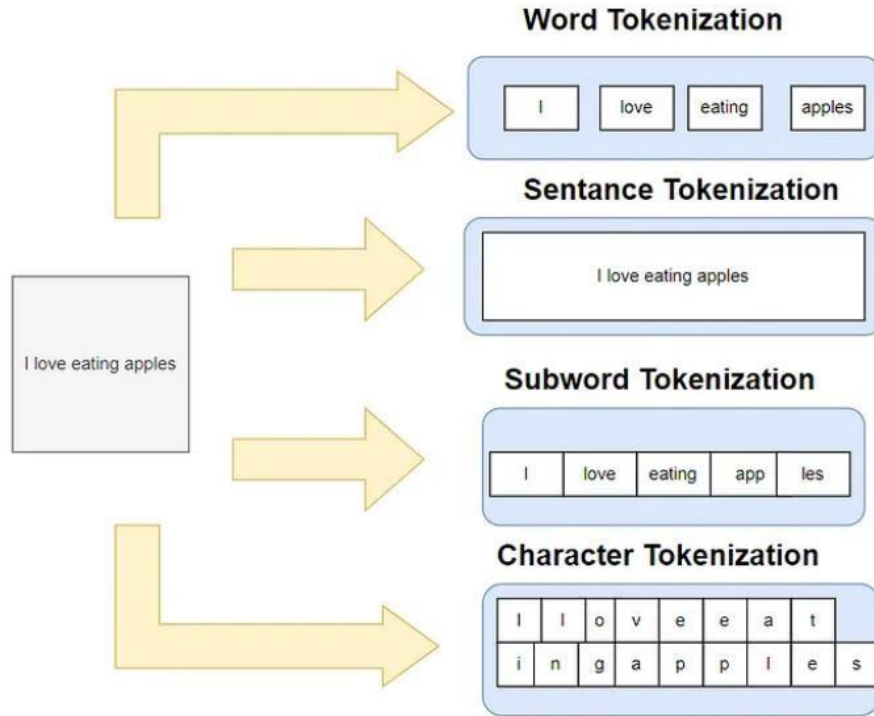 Word Tokenization
I love eating apples
Sentance Tokenization
I love eating apples
I love eating apples
Subword Tokenization
I love eating app les
Character Tokenization
I l o v e e a t
i n g a p p l e s